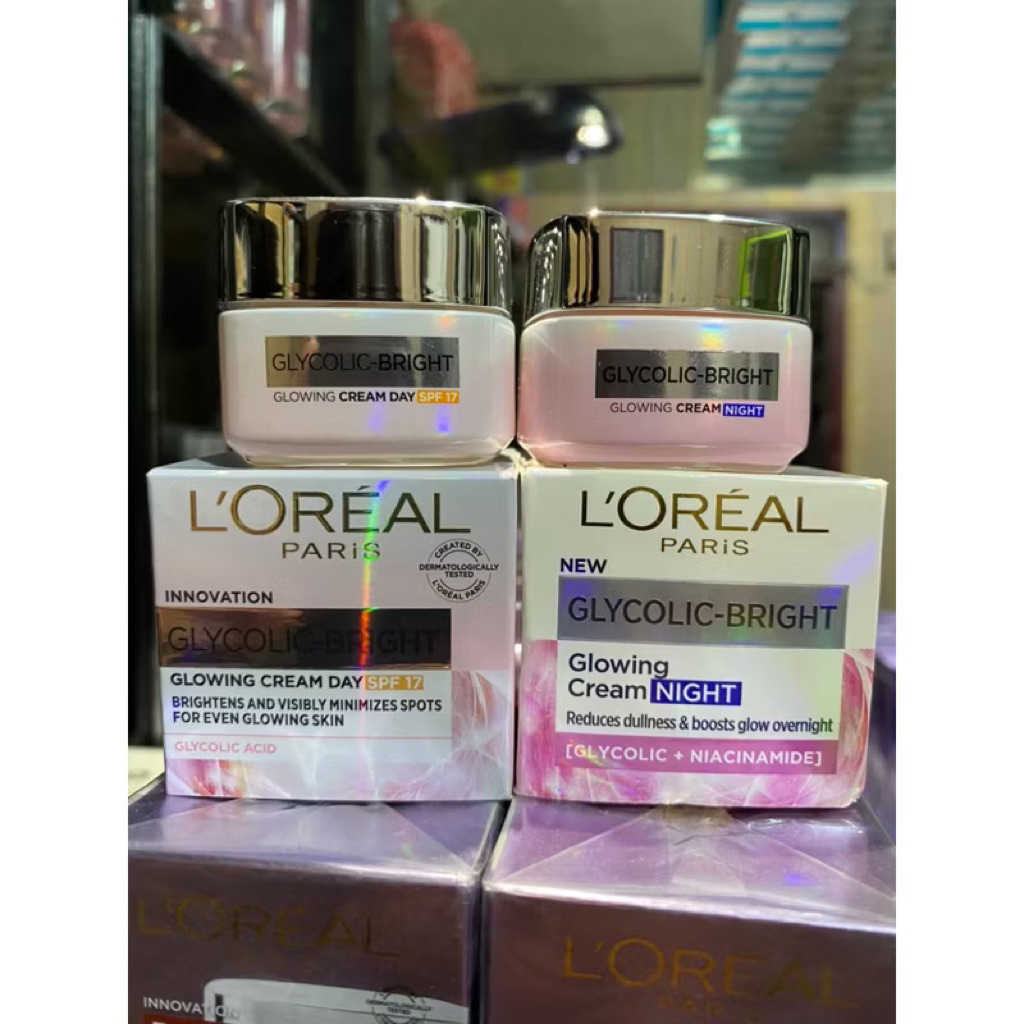 GLYCOLIC-BRIGHT
GLOWING CREAM DAY SPF 17
GLYCOLIC-BRIGHT
GLOWING CREAM NIGHT
L'ORÉAL
PARiS
CREATED BY
DERMATOLOGICALLY
TESTED
L'ORÉAL PARIS
INNOVATION
GLYCOLIC-BRIGHT
GLOWING CREAM DAY SPF 17
BRIGHTENS AND VISIBLY MINIMIZES SPOTS
FOR EVEN GLOWING SKIN
GLYCOLIC ACID
L'ORÉAL
PARiS
NEW
GLYCOLIC-BRIGHT
Glowing
Cream NIGHT
Reduces dullness & boosts glow overnight
[GLYCOLIC + NIACINAMIDE]
L'ORÉAL
INNOVATION
L'ORÉAL
PARiS